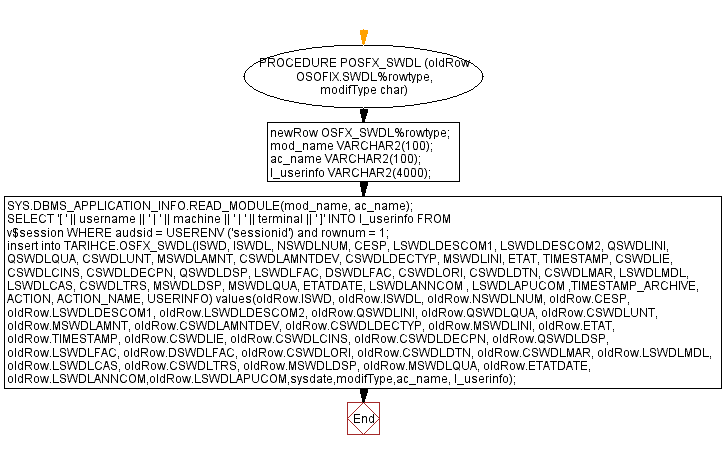 PROCEDURE POSFX_SWDL (oldRow
OSOFIX.SWDL%rowtype,
modifType char)
newRow OSFX_SWDL%rowtype;
mod_name VARCHAR2(100);
ac_name VARCHAR2(100);
l_userinfo VARCHAR2(4000);
SYS.DBMS_APPLICATION_INFO.READ_MODULE(mod_name, ac_name);
SELECT '[ ' || username || ' | ' || machine || ' | ' || terminal || ' ]' INTO l_userinfo FROM
v$session WHERE audsid = USERENV ('sessionid') and rownum = 1;
insert into TARIHCE.OSFX_SWDL(ISWD, ISWDL, NSWDLNUM, CESP, LSWDLDESCOM1, LSWDLDESCOM2, QSWDLINI,
QSWDLQUA, CSWDLUNT, MSWDLAMNT, CSWDLAMNTDEV, CSWDLDECTYP, MSWDLINI, ETAT, TIMESTAMP, CSWDLIE,
CSWDLCINS, CSWDLDECPN, QSWDLDSP, LSWDLFAC, DSWDLFAC, CSWDLORI, CSWDLDTN, CSWDLMAR, LSWDLMDL,
LSWDLCAS, CSWDLTRS, MSWDLDSP, MSWDLQUA, ETATDATE, LSWDLANNCOM , LSWDLAPUCOM ,TIMESTAMP_ARCHIVE,
ACTION, ACTION_NAME, USERINFO) values(oldRow.ISWD, oldRow.ISWDL, oldRow.NSWDLNUM, oldRow.CESP,
oldRow.LSWDLDESCOM1, oldRow.LSWDLDESCOM2, oldRow.QSWDLINI, oldRow.QSWDLQUA, oldRow.CSWDLUNT,
oldRow.MSWDLAMNT, oldRow.CSWDLAMNTDEV, oldRow.CSWDLDECTYP, oldRow.MSWDLINI, oldRow.ETAT,
oldRow.TIMESTAMP, oldRow.CSWDLIE, oldRow.CSWDLCINS, oldRow.CSWDLDECPN, oldRow.QSWDLDSP,
oldRow.LSWDLFAC, oldRow.DSWDLFAC, oldRow.CSWDLORI, oldRow.CSWDLDTN, oldRow.CSWDLMAR, oldRow.LSWDLMDL,
oldRow.LSWDLCAS, oldRow.CSWDLTRS, oldRow.MSWDLDSP, oldRow.MSWDLQUA, oldRow.ETATDATE,
oldRow.LSWDLANNCOM,oldRow.LSWDLAPUCOM,sysdate,modifType,ac_name, l_userinfo);
End